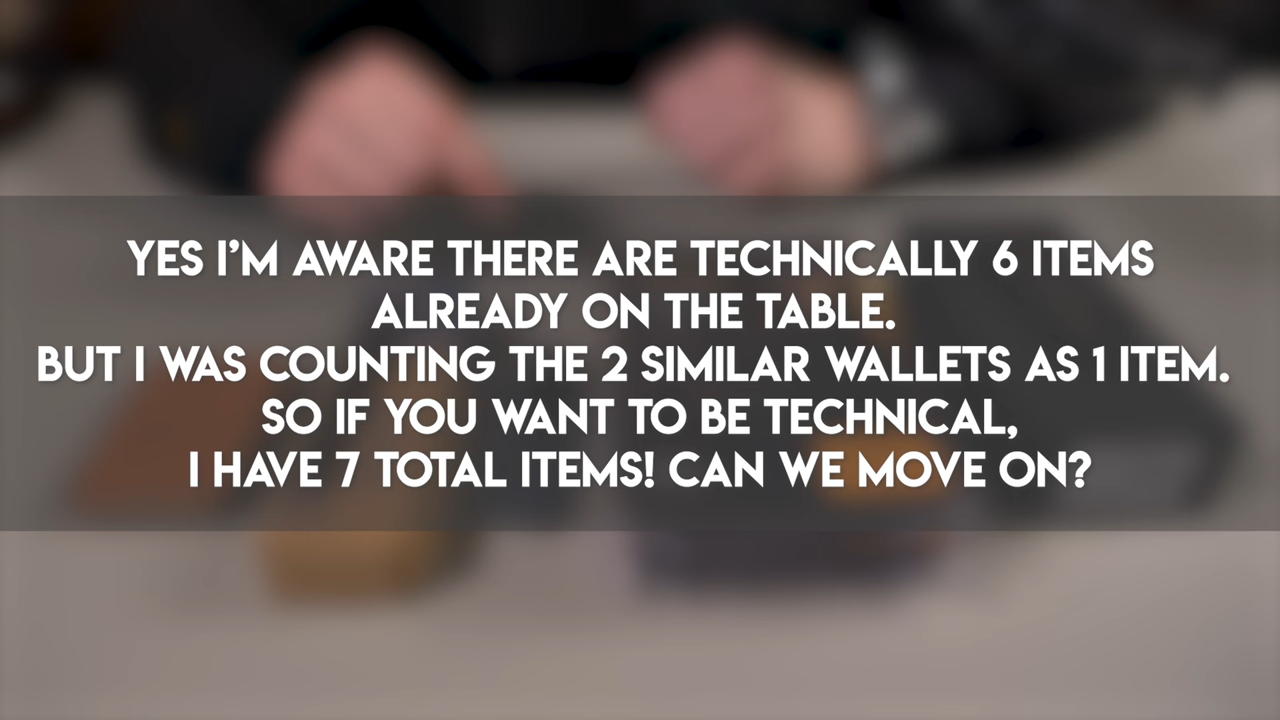 YES I'M AWARE THERE ARE TECHNICALLY 6 ITEMS
ALREADY ON THE TABLE.
BUT I WAS COUNTING THE 2 SIMILAR WALLETS AS 1 ITEM.
SO IF YOU WANT TO BE TECHNICAL,
I HAVE 7 TOTAL ITEMS! CAN WE MOVE ON?